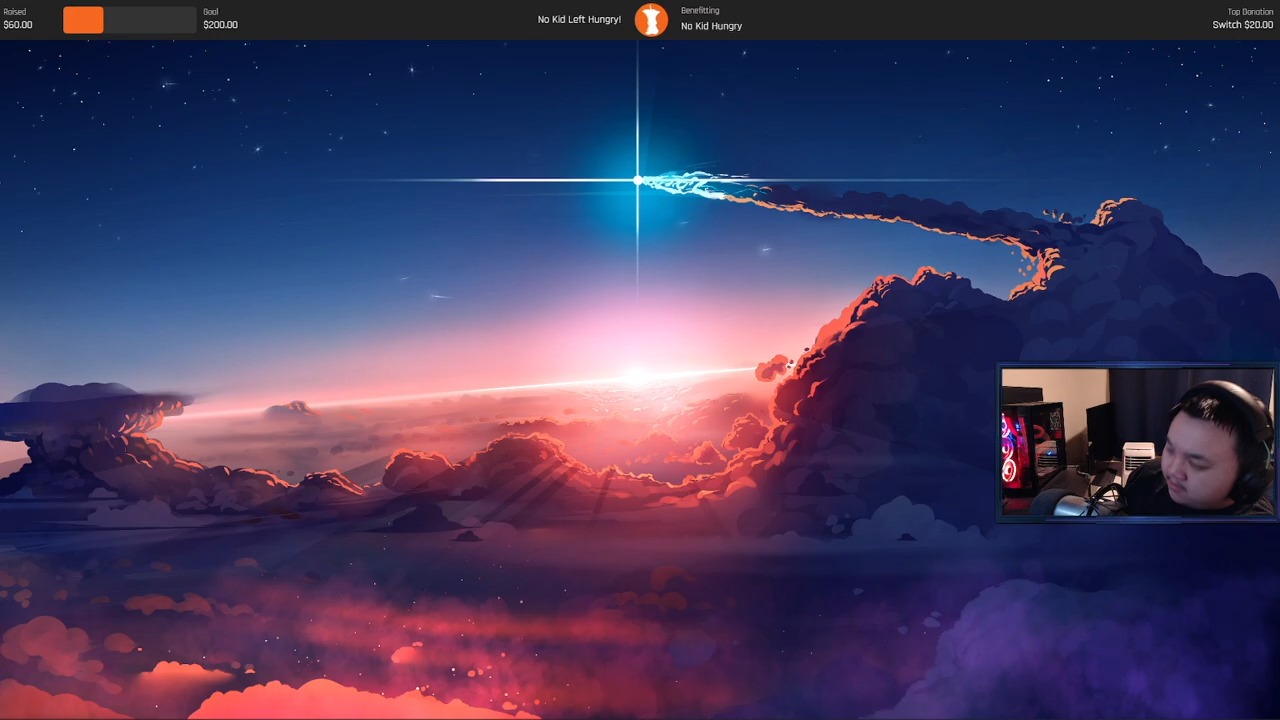 Raised
$60.00
Goal
$200.00
No Kid Left Hungry!
Benefitting
No Kid Hungry
Top Donation
Switch $20.00